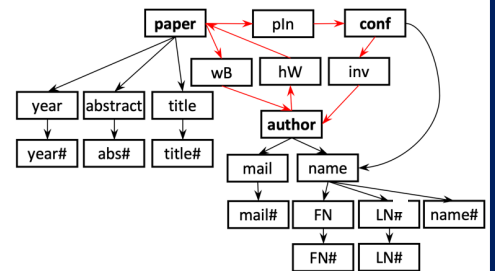 paper pIn conf
wB hW inv
year abstract title
author
year# abs# title#
mail name
mail# FN LN# name#
FN# LN#